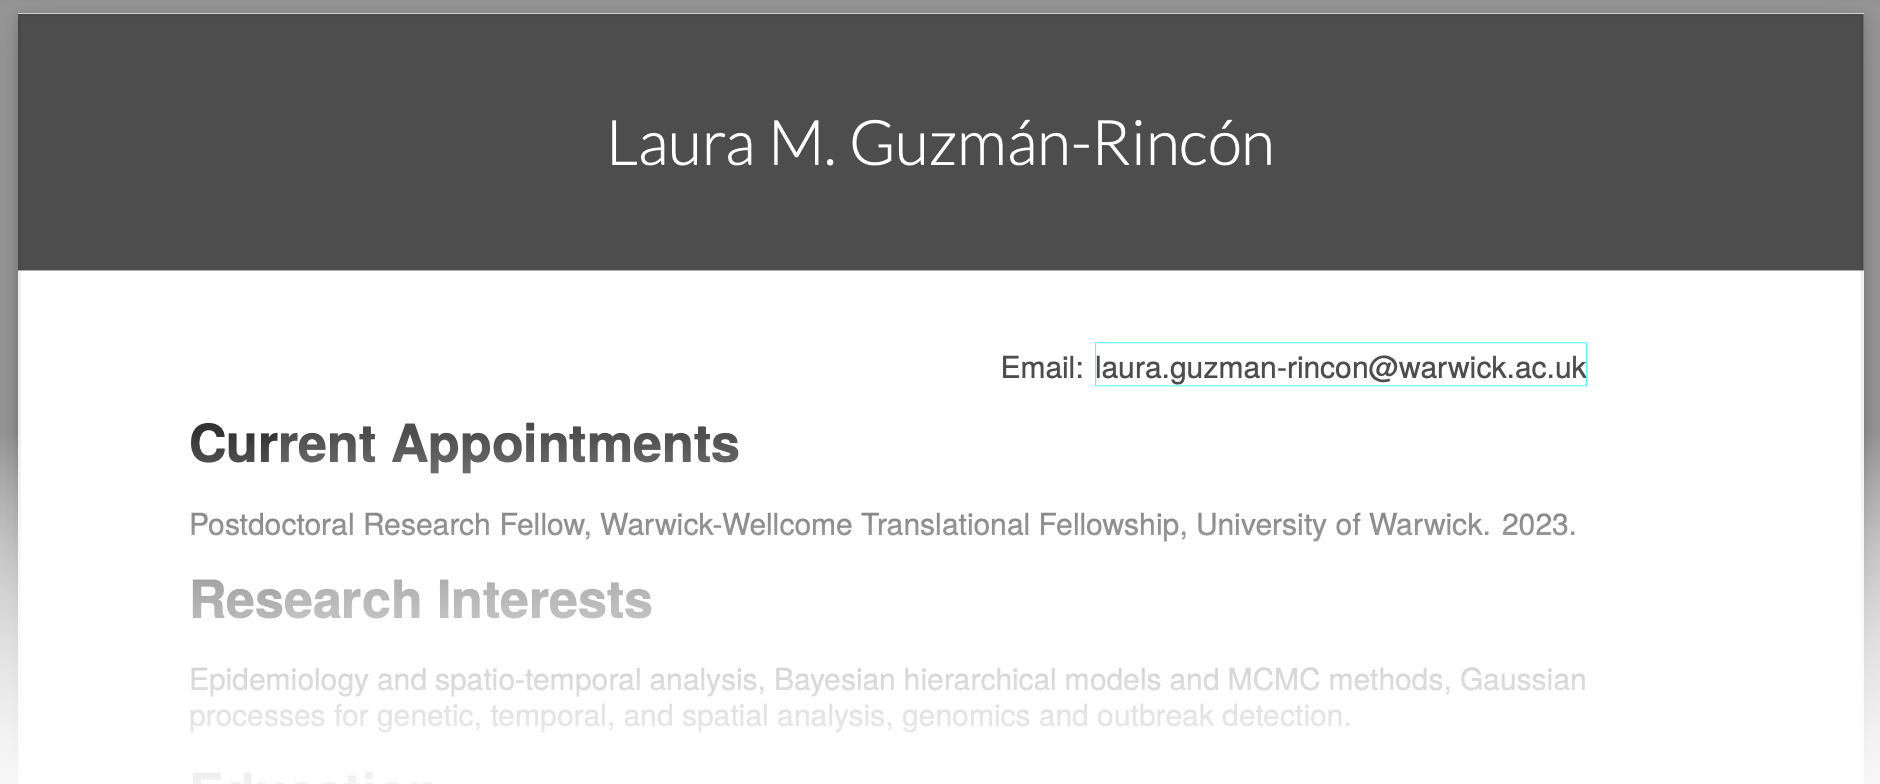 Laura M. Guzmán-Rincón
Email: laura.guzman-rincon@warwick.ac.uk
Current Appointments
Postdoctoral Research Fellow, Warwick-Wellcome Translational Fellowship, University of Warwick. 2023.
Research Interests
Epidemiology and spatio-temporal analysis, Bayesian hierarchical models and MCMC methods, Gaussian
processes for genetic, temporal, and spatial analysis, genomics and outbreak detection.
Education